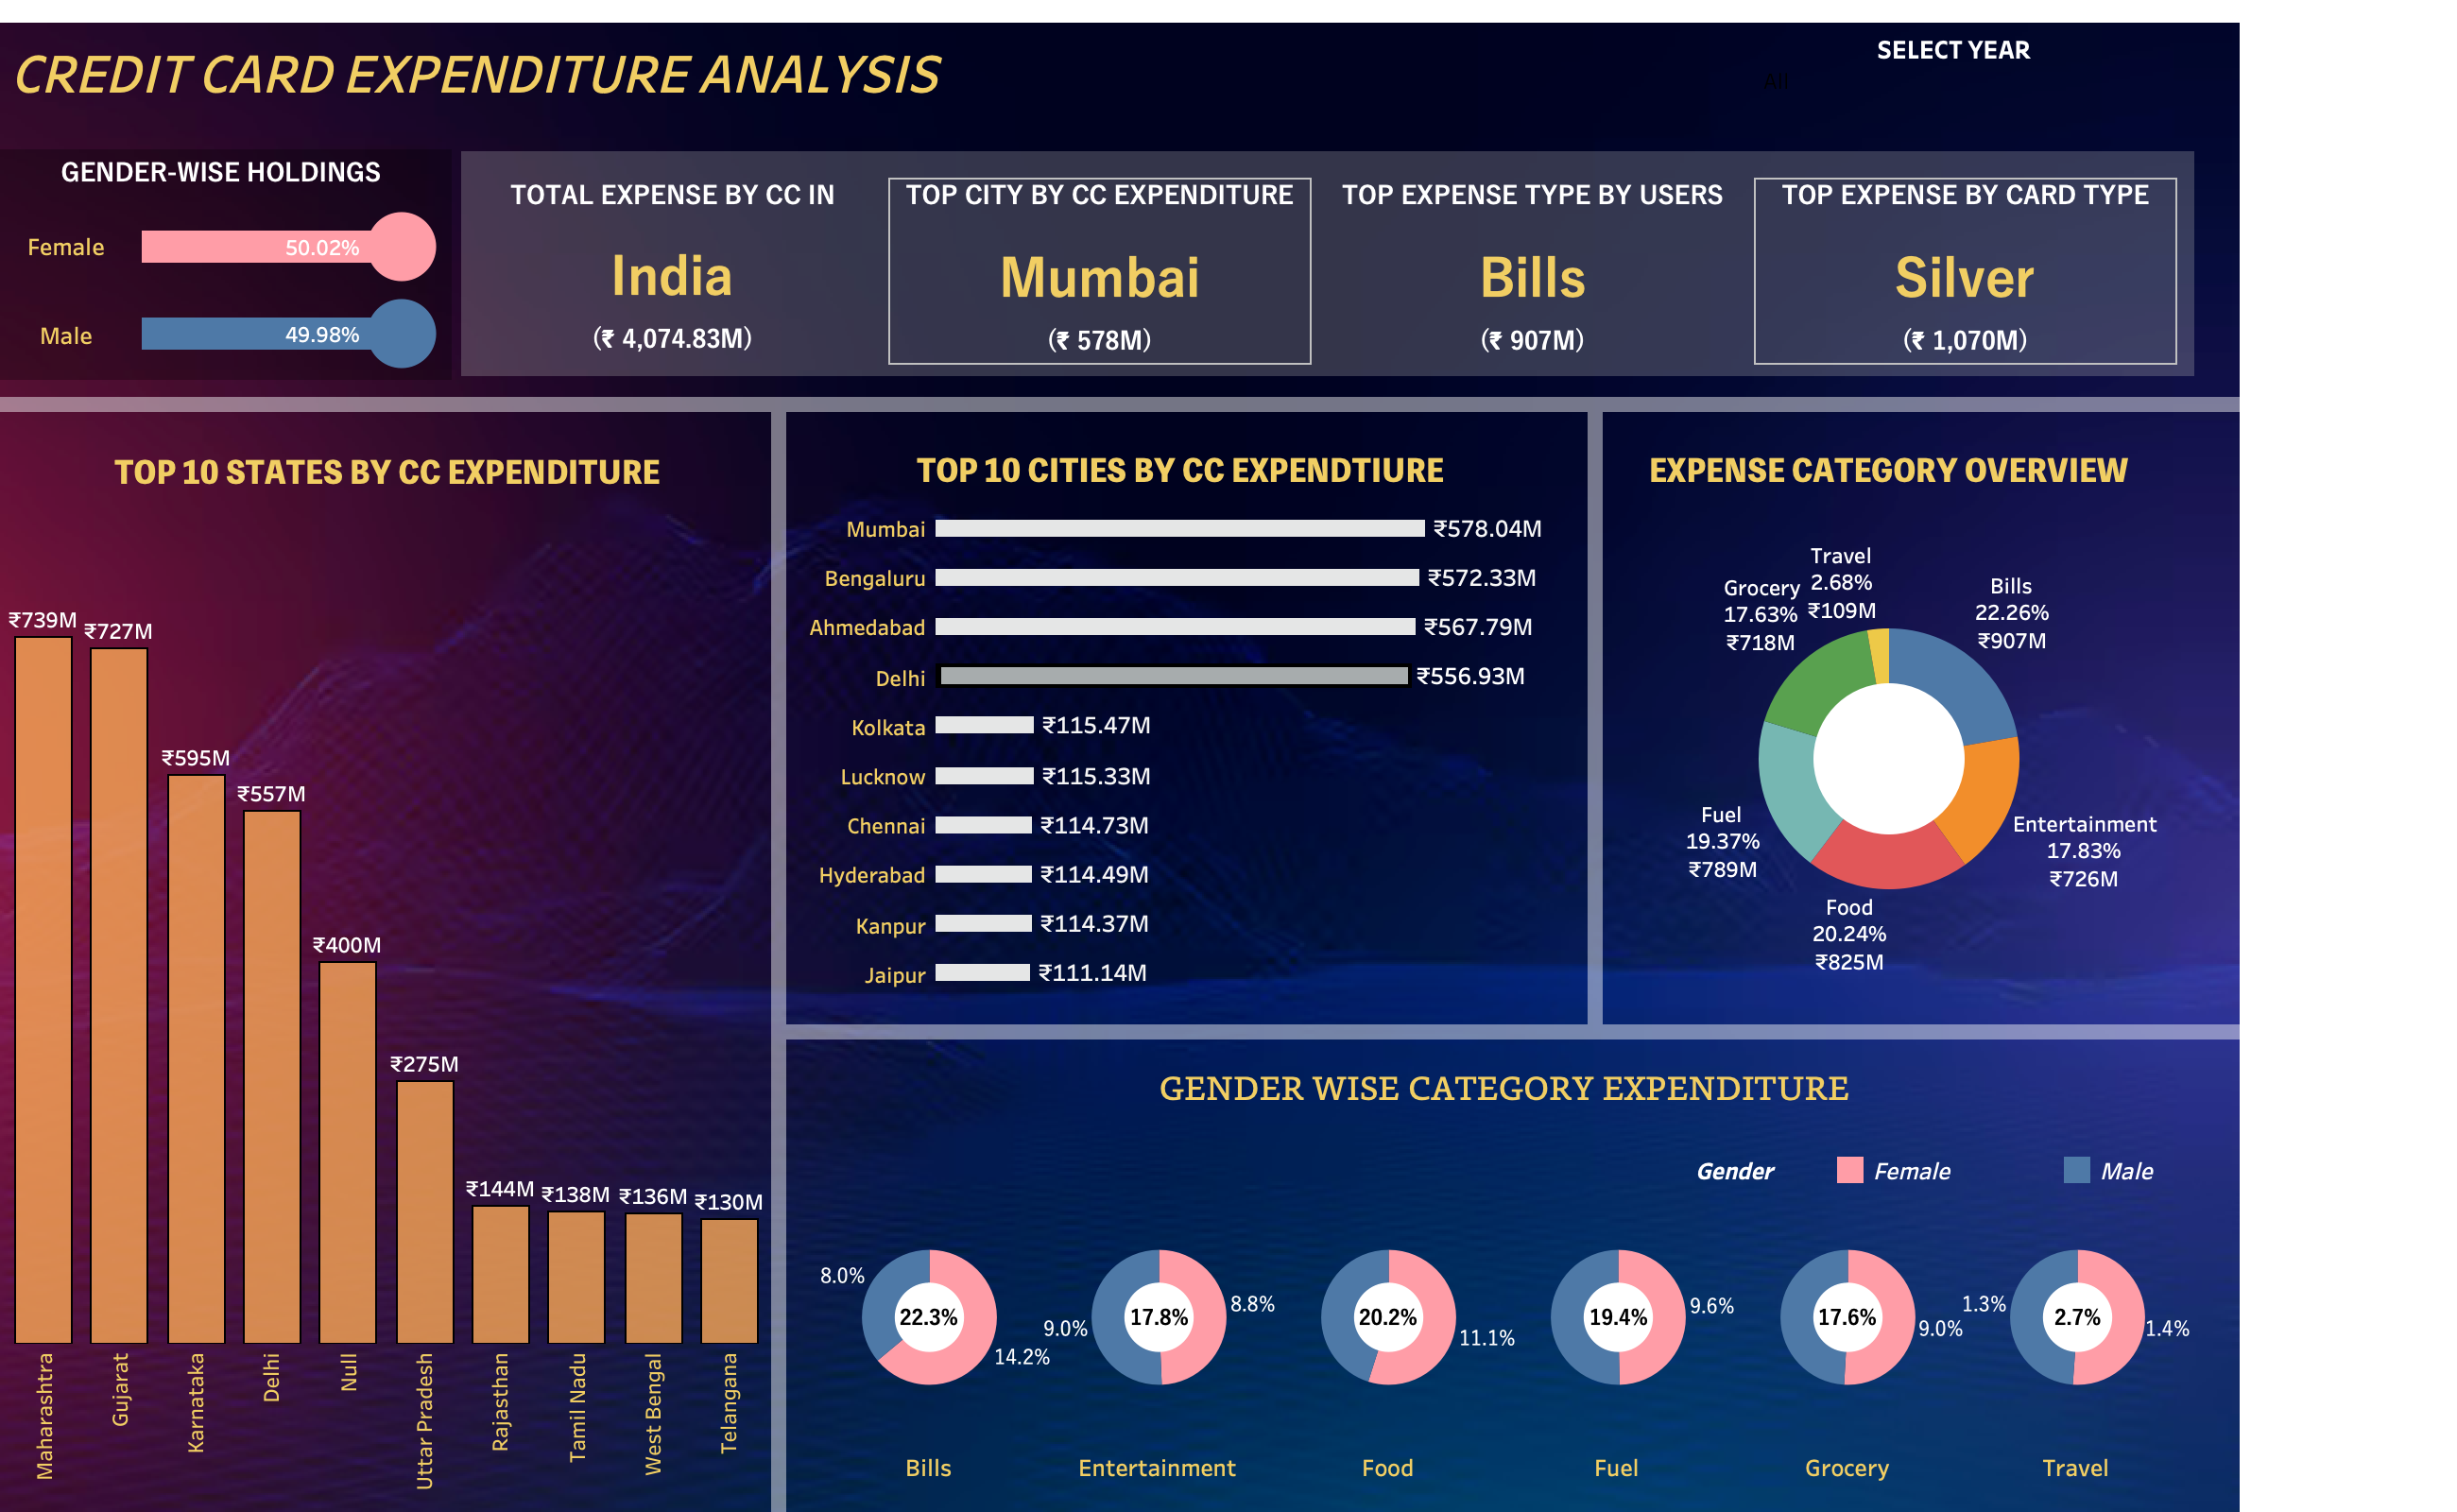 CREDIT CARD EXPENDITURE ANALYSIS
SELECT YEAR
All
GENDER-WISE HOLDINGS
Female
50.02%
Male
49.98%
TOTAL EXPENSE BY CC IN
India
(₹ 4,074.83M)
TOP CITY BY CC EXPENDITURE
Mumbai
(₹ 578M)
TOP EXPENSE TYPE BY USERS
Bills
(₹ 907M)
TOP EXPENSE BY CARD TYPE
Silver
(₹ 1,070M)
TOP 10 STATES BY CC EXPENDITURE
₹739M
₹727M
₹595M
₹557M
₹400M
₹275M
₹144M
₹138M
₹136M
₹130M
Maharashtra
Gujarat
Karnataka
Delhi
Null
Uttar Pradesh
Rajasthan
Tamil Nadu
West Bengal
Telangana
TOP 10 CITIES BY CC EXPENDTIURE
Mumbai ₹578.04M
Bengaluru ₹572.33M
Ahmedabad ₹567.79M
Delhi ₹556.93M
Kolkata ₹115.47M
Lucknow ₹115.33M
Chennai ₹114.73M
Hyderabad ₹114.49M
Kanpur ₹114.37M
Jaipur ₹111.14M
EXPENSE CATEGORY OVERVIEW
Travel
2.68%
₹109M
Grocery
17.63%
₹718M
Bills
22.26%
₹907M
Fuel
19.37%
₹789M
Entertainment
17.83%
₹726M
Food
20.24%
₹825M
GENDER WISE CATEGORY EXPENDITURE
Gender Female Male
8.0%
22.3%
14.2%
9.0%
17.8%
8.8%
20.2%
11.1%
19.4%
9.6%
17.6%
9.0%
1.3%
2.7%
1.4%
Bills
Entertainment
Food
Fuel
Grocery
Travel